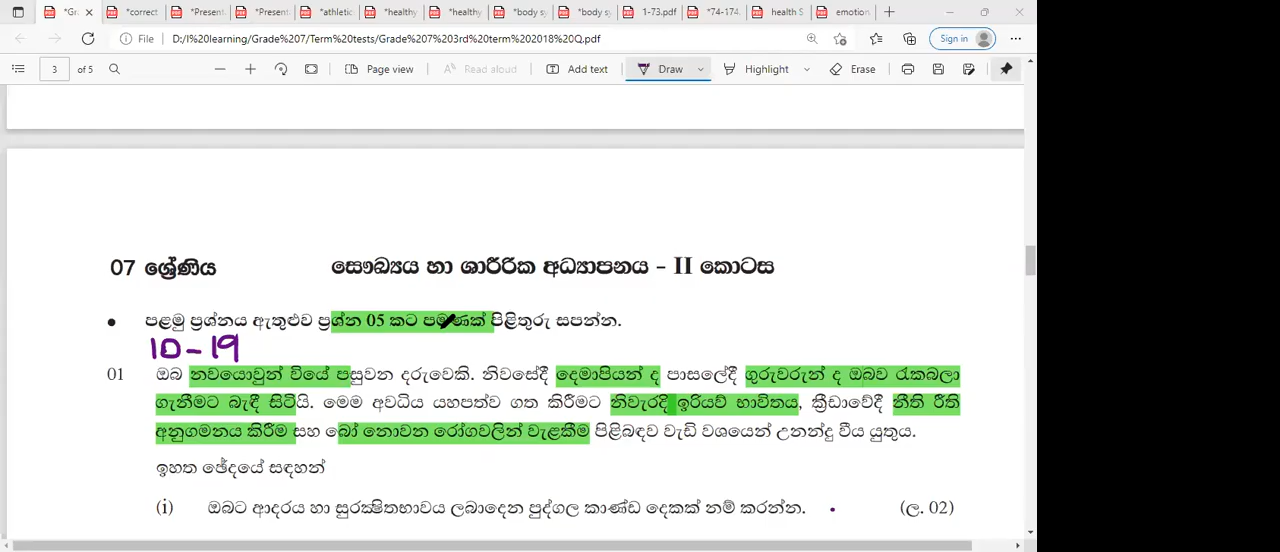 *Gr *correct *Present *Present *athletic *healthy *healthy *body sy *body sy 1-73.pdf *74-174. health S emotion
File D:/I%20learning/Grade%207/Term%20tests/Grade%207%203rd%20term%202018%20Q.pdf Sign in
3 of 5 Page view Read aloud Add text Draw Highlight Erase
07 ශ්‍රේණිය සෞඛ්‍යය හා ශාරීරික අධ්‍යාපනය - II කොටස
● පළමු ප්‍රශ්නය ඇතුළුව ප්‍රශ්න 05 කට පමණක් පිළිතුරු සපන්න.
10 - 19
01 ඔබ නවයොවුන් වියේ පසුවන දරුවෙකි. නිවසේදී දෙමාපියන් ද පාසලේදී ගුරුවරුන් ද ඔබව රැකබලා
ගැනීමට බැදී සිටියි. මෙම අවධිය යහපත්ව ගත කිරීමට නිවැරදි ඉරියව් භාවිතය, ක්‍රීඩාවේදී නීති රීති
අනුගමනය කිරීම සහ බෝ නොවන රෝගවලින් වැළකීම පිළිබඳව වැඩි වශයෙන් උනන්දු විය යුතුය.
ඉහත ඡේදයේ සඳහන්
(i) ඔබට ආදරය හා සුරක්‍ෂිතභාවය ලබාදෙන පුද්ගල කාණ්ඩ දෙකක් නම් කරන්න. (ල. 02)